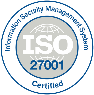 Information Security Management System
ISO
27001
Certified